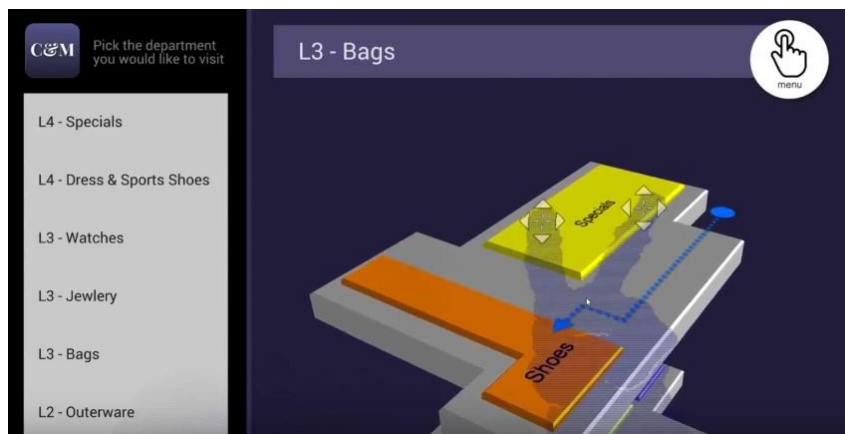 C&M
Pick the department
you would like to visit
L4 - Specials
L4 - Dress & Sports Shoes
L3 - Watches
L3 - Jewlery
L3 - Bags
L2 - Outerware
L3 - Bags
menu
Specials
Shoes